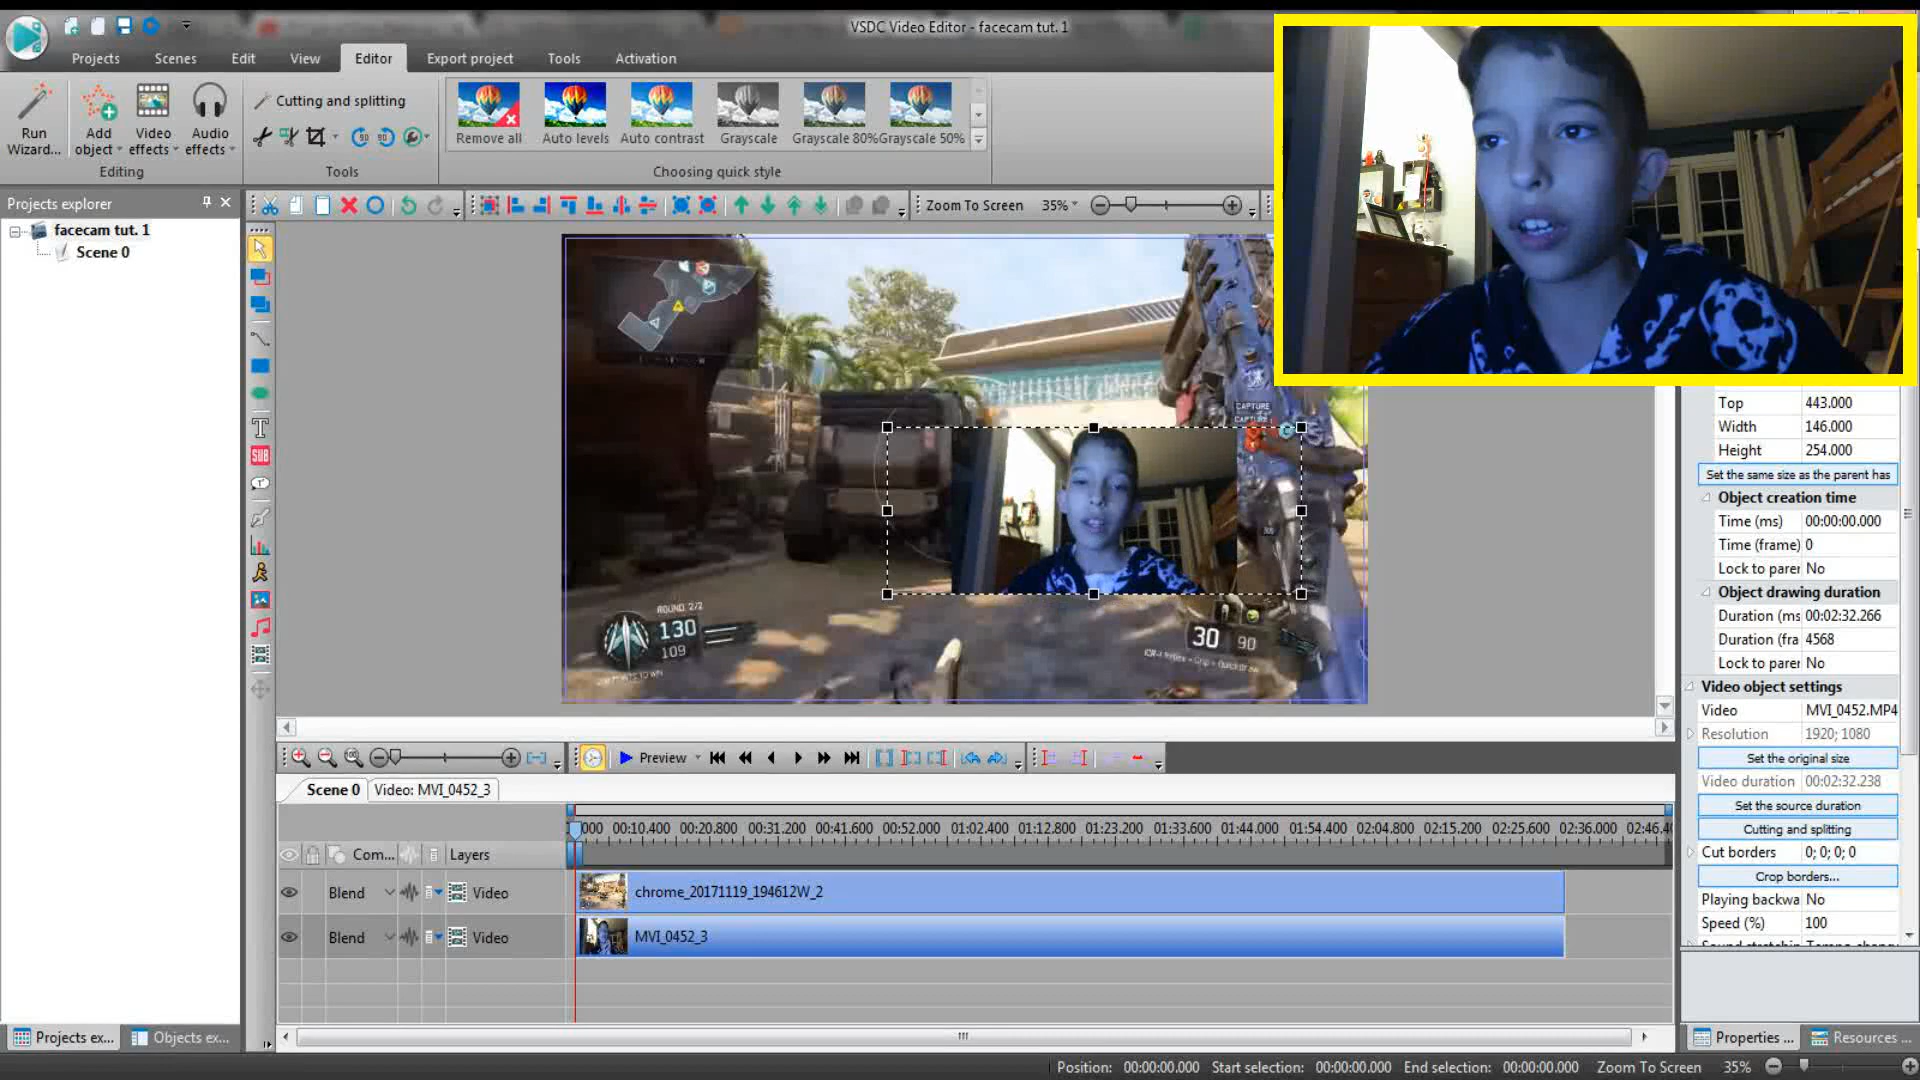 VSDC Video Editor - facecam tut. 1
Projects
Scenes
Edit
View
Editor
Export project
Tools
Activation
Run
Wizard...
Add
object
Video
effects
Audio
effects
Editing
Cutting and splitting
Tools
Remove all
Auto levels
Auto contrast
Grayscale
Grayscale 80%
Grayscale 50%
Choosing quick style
Projects explorer
facecam tut. 1
Scene 0
Zoom To Screen
35%
SUB
T
CAPTURE
ROUND 2/2
130
109
30
90
Top 443.000
Width 146.000
Height 254.000
Set the same size as the parent has
Object creation time
Time (ms) 00:00:00.000
Time (frame) 0
Lock to parer No
Object drawing duration
Duration (ms 00:02:32.266
Duration (fra 4568
Lock to parer No
Video object settings
Video MVI_0452.MP4
Resolution 1920; 1080
Set the original size
Video duration 00:02:32.238
Set the source duration
Cutting and splitting
Cut borders 0; 0; 0; 0
Crop borders...
Playing backwa No
Speed (%) 100
Preview
Scene 0
Video: MVI_0452_3
000 00:10.400 00:20.800 00:31.200 00:41.600 00:52.000 01:02.400 01:12.800 01:23.200 01:33.600 01:44.000 01:54.400 02:04.800 02:15.200 02:25.600 02:36.000 02:46.4
Com... Layers
Blend Video chrome_20171119_194612W_2
Blend Video MVI_0452_3
Projects ex...
Objects ex...
Properties ...
Resources ...
Position: 00:00:00.000 Start selection: 00:00:00.000 End selection: 00:00:00.000 Zoom To Screen 35%